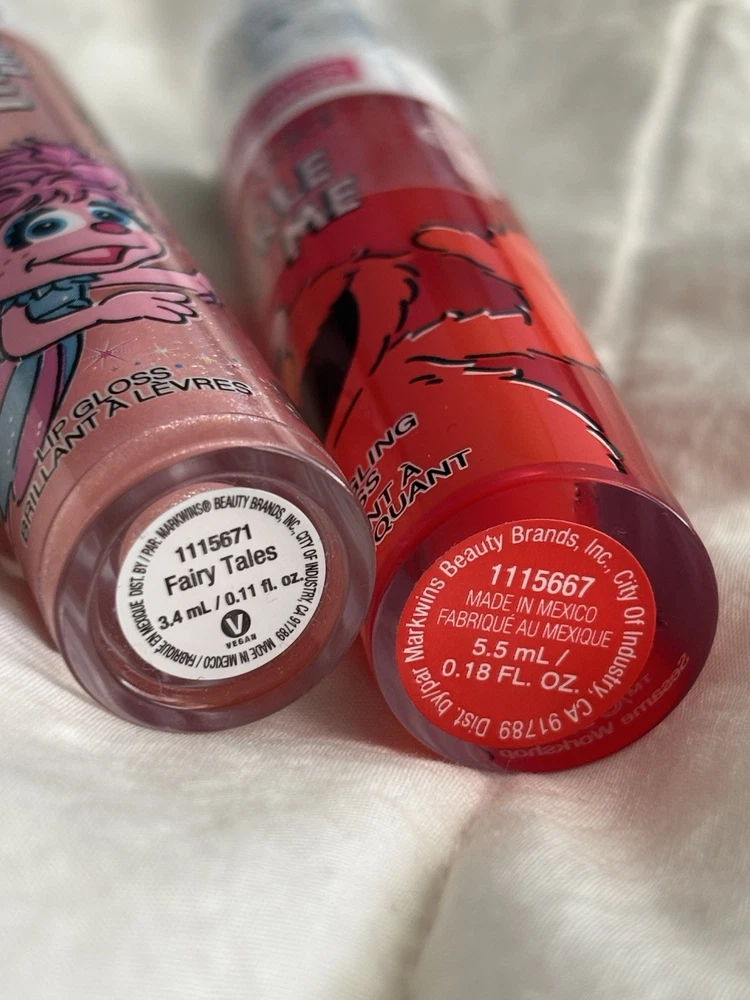 LIP GLOSS
BRILLANT À LÈVRES
DIST. BY / PAR: MARKWINS® BEAUTY BRANDS, INC., CITY OF INDUSTRY, CA 91789 MADE IN MEXICO / FABRIQUÉ EN MEXIQUE
1115671
Fairy Tales
3.4 mL / 0.11 fl. oz.
V
VEGAN
LE
ME
GLING
SS
NT À
QUANT
Dist. by/par Markwins Beauty Brands, Inc., City Of Industry, CA 91789
1115667
MADE IN MEXICO
FABRIQUÉ AU MEXIQUE
5.5 mL /
0.18 FL. OZ.
Sesame
Workshop